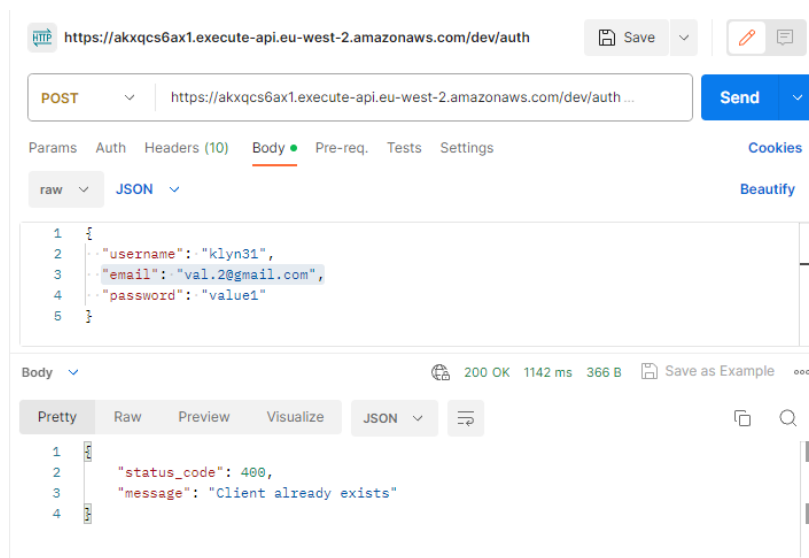 HTTP https://akxqcs6ax1.execute-api.eu-west-2.amazonaws.com/dev/auth Save
POST https://akxqcs6ax1.execute-api.eu-west-2.amazonaws.com/dev/auth ... Send
Params Auth Headers (10) Body Pre-req. Tests Settings Cookies
raw JSON Beautify
1 {
2 "username": "klyn31",
3 "email": "val.2@gmail.com",
4 "password": "value1"
5 }
Body 200 OK 1142 ms 366 B Save as Example
Pretty Raw Preview Visualize JSON
1 {
2 "status_code": 400,
3 "message": "Client already exists"
4 }